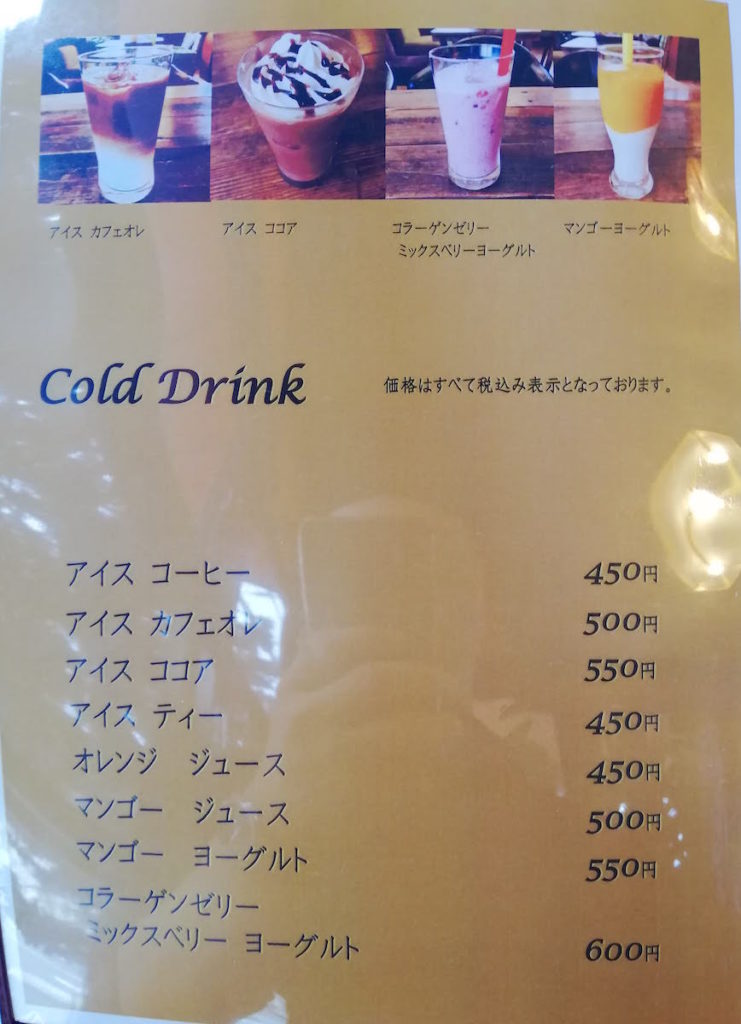 アイス カフェオレ
アイス ココア
コラーゲンゼリー
ミックスベリーヨーグルト
マンゴーヨーグルト
Cold Drink
価格はすべて税込み表示となっております。
アイス コーヒー 450円
アイス カフェオレ 500円
アイス ココア 550円
アイス ティー 450円
オレンジ ジュース 450円
マンゴー ジュース 500円
マンゴー ヨーグルト 550円
コラーゲンゼリー
ミックスベリー ヨーグルト 600円